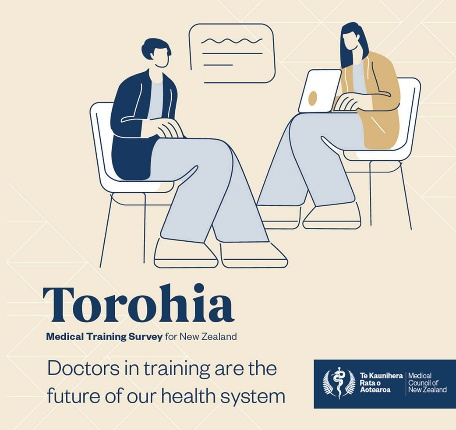 Torohia
Medical Training Survey for New Zealand
Doctors in training are the
future of our health system
Te Kaunihera
Rata o
Aotearoa
Medical
Council of
New Zealand